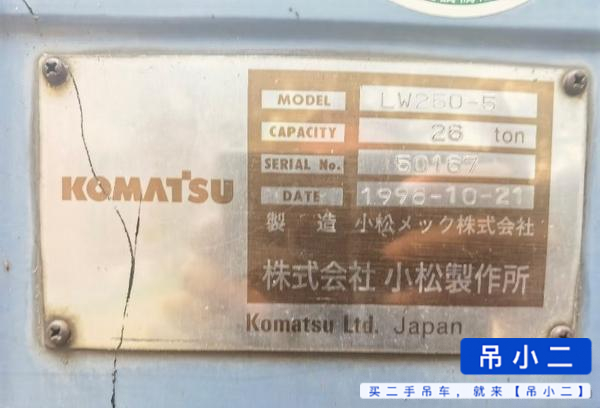 KOMATSU
MODEL LW250-5
CAPACITY 26 ton
SERIAL No. 50167
DATE 1996-10-21
製造 小松メック株式会社
株式会社 小松製作所
Komatsu Ltd. Japan
吊小二
买二手吊车，就来【吊小二】